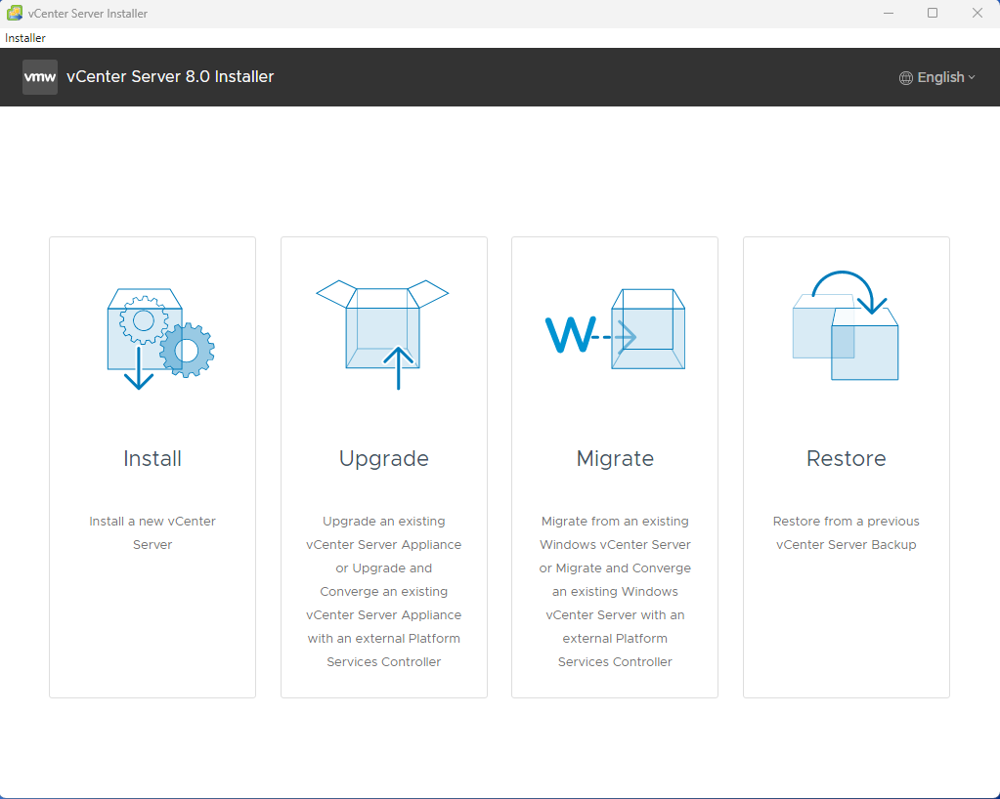 vCenter Server Installer
Installer
vmw vCenter Server 8.0 Installer
English
Install
Install a new vCenter
Server
Upgrade
Upgrade an existing
vCenter Server Appliance
or Upgrade and
Converge an existing
vCenter Server Appliance
with an external Platform
Services Controller
W
Migrate
Migrate from an existing
Windows vCenter Server
or Migrate and Converge
an existing Windows
vCenter Server with an
external Platform
Services Controller
Restore
Restore from a previous
vCenter Server Backup